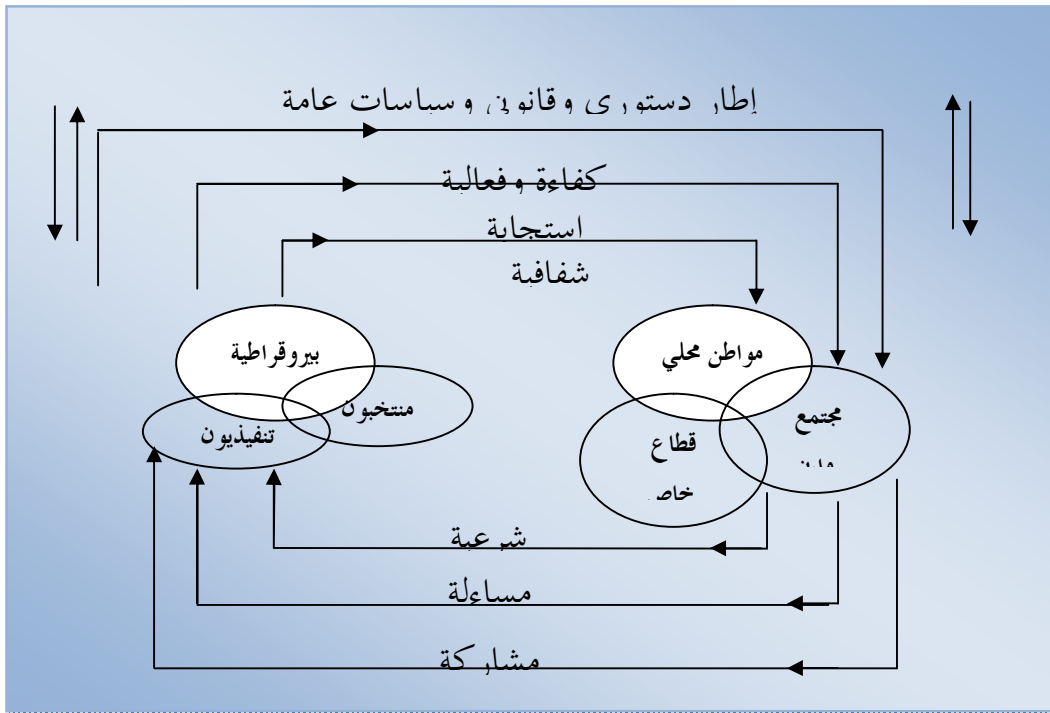 إطار دستوري وقانوني وسياسات عامة
كفاءة وفعالية
استجابة
شفافية
بيروقراطية
منتخبون
تنفيذيون
مواطن محلي
مجتمع
مدني
قطاع
خاص
شرعية
مساءلة
مشاركة